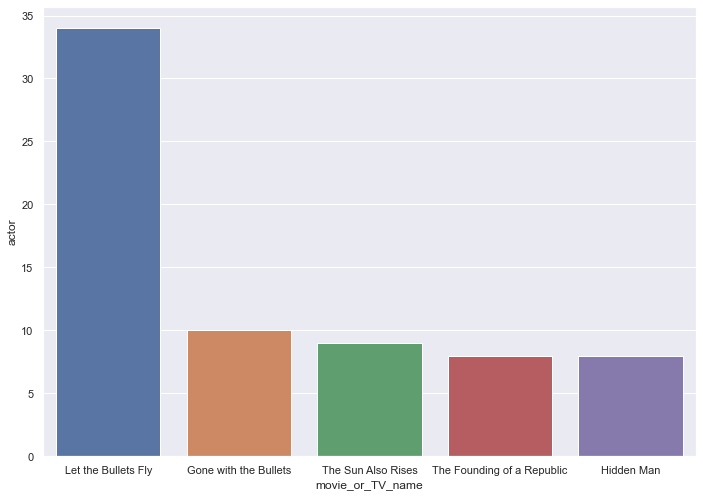 35
30
25
20
15
10
5
0
actor
Let the Bullets Fly
Gone with the Bullets
The Sun Also Rises
The Founding of a Republic
Hidden Man
movie_or_TV_name